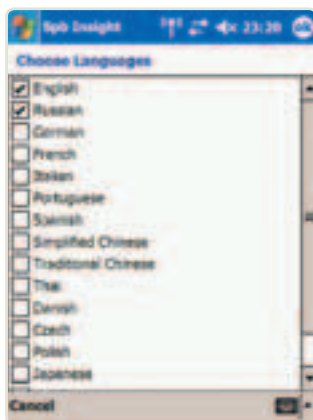 Spb Insight 23:20 ok
Choose Languages
English
Russian
German
French
Italian
Portuguese
Spanish
Simplified Chinese
Traditional Chinese
Thai
Danish
Czech
Polish
Japanese
Cancel